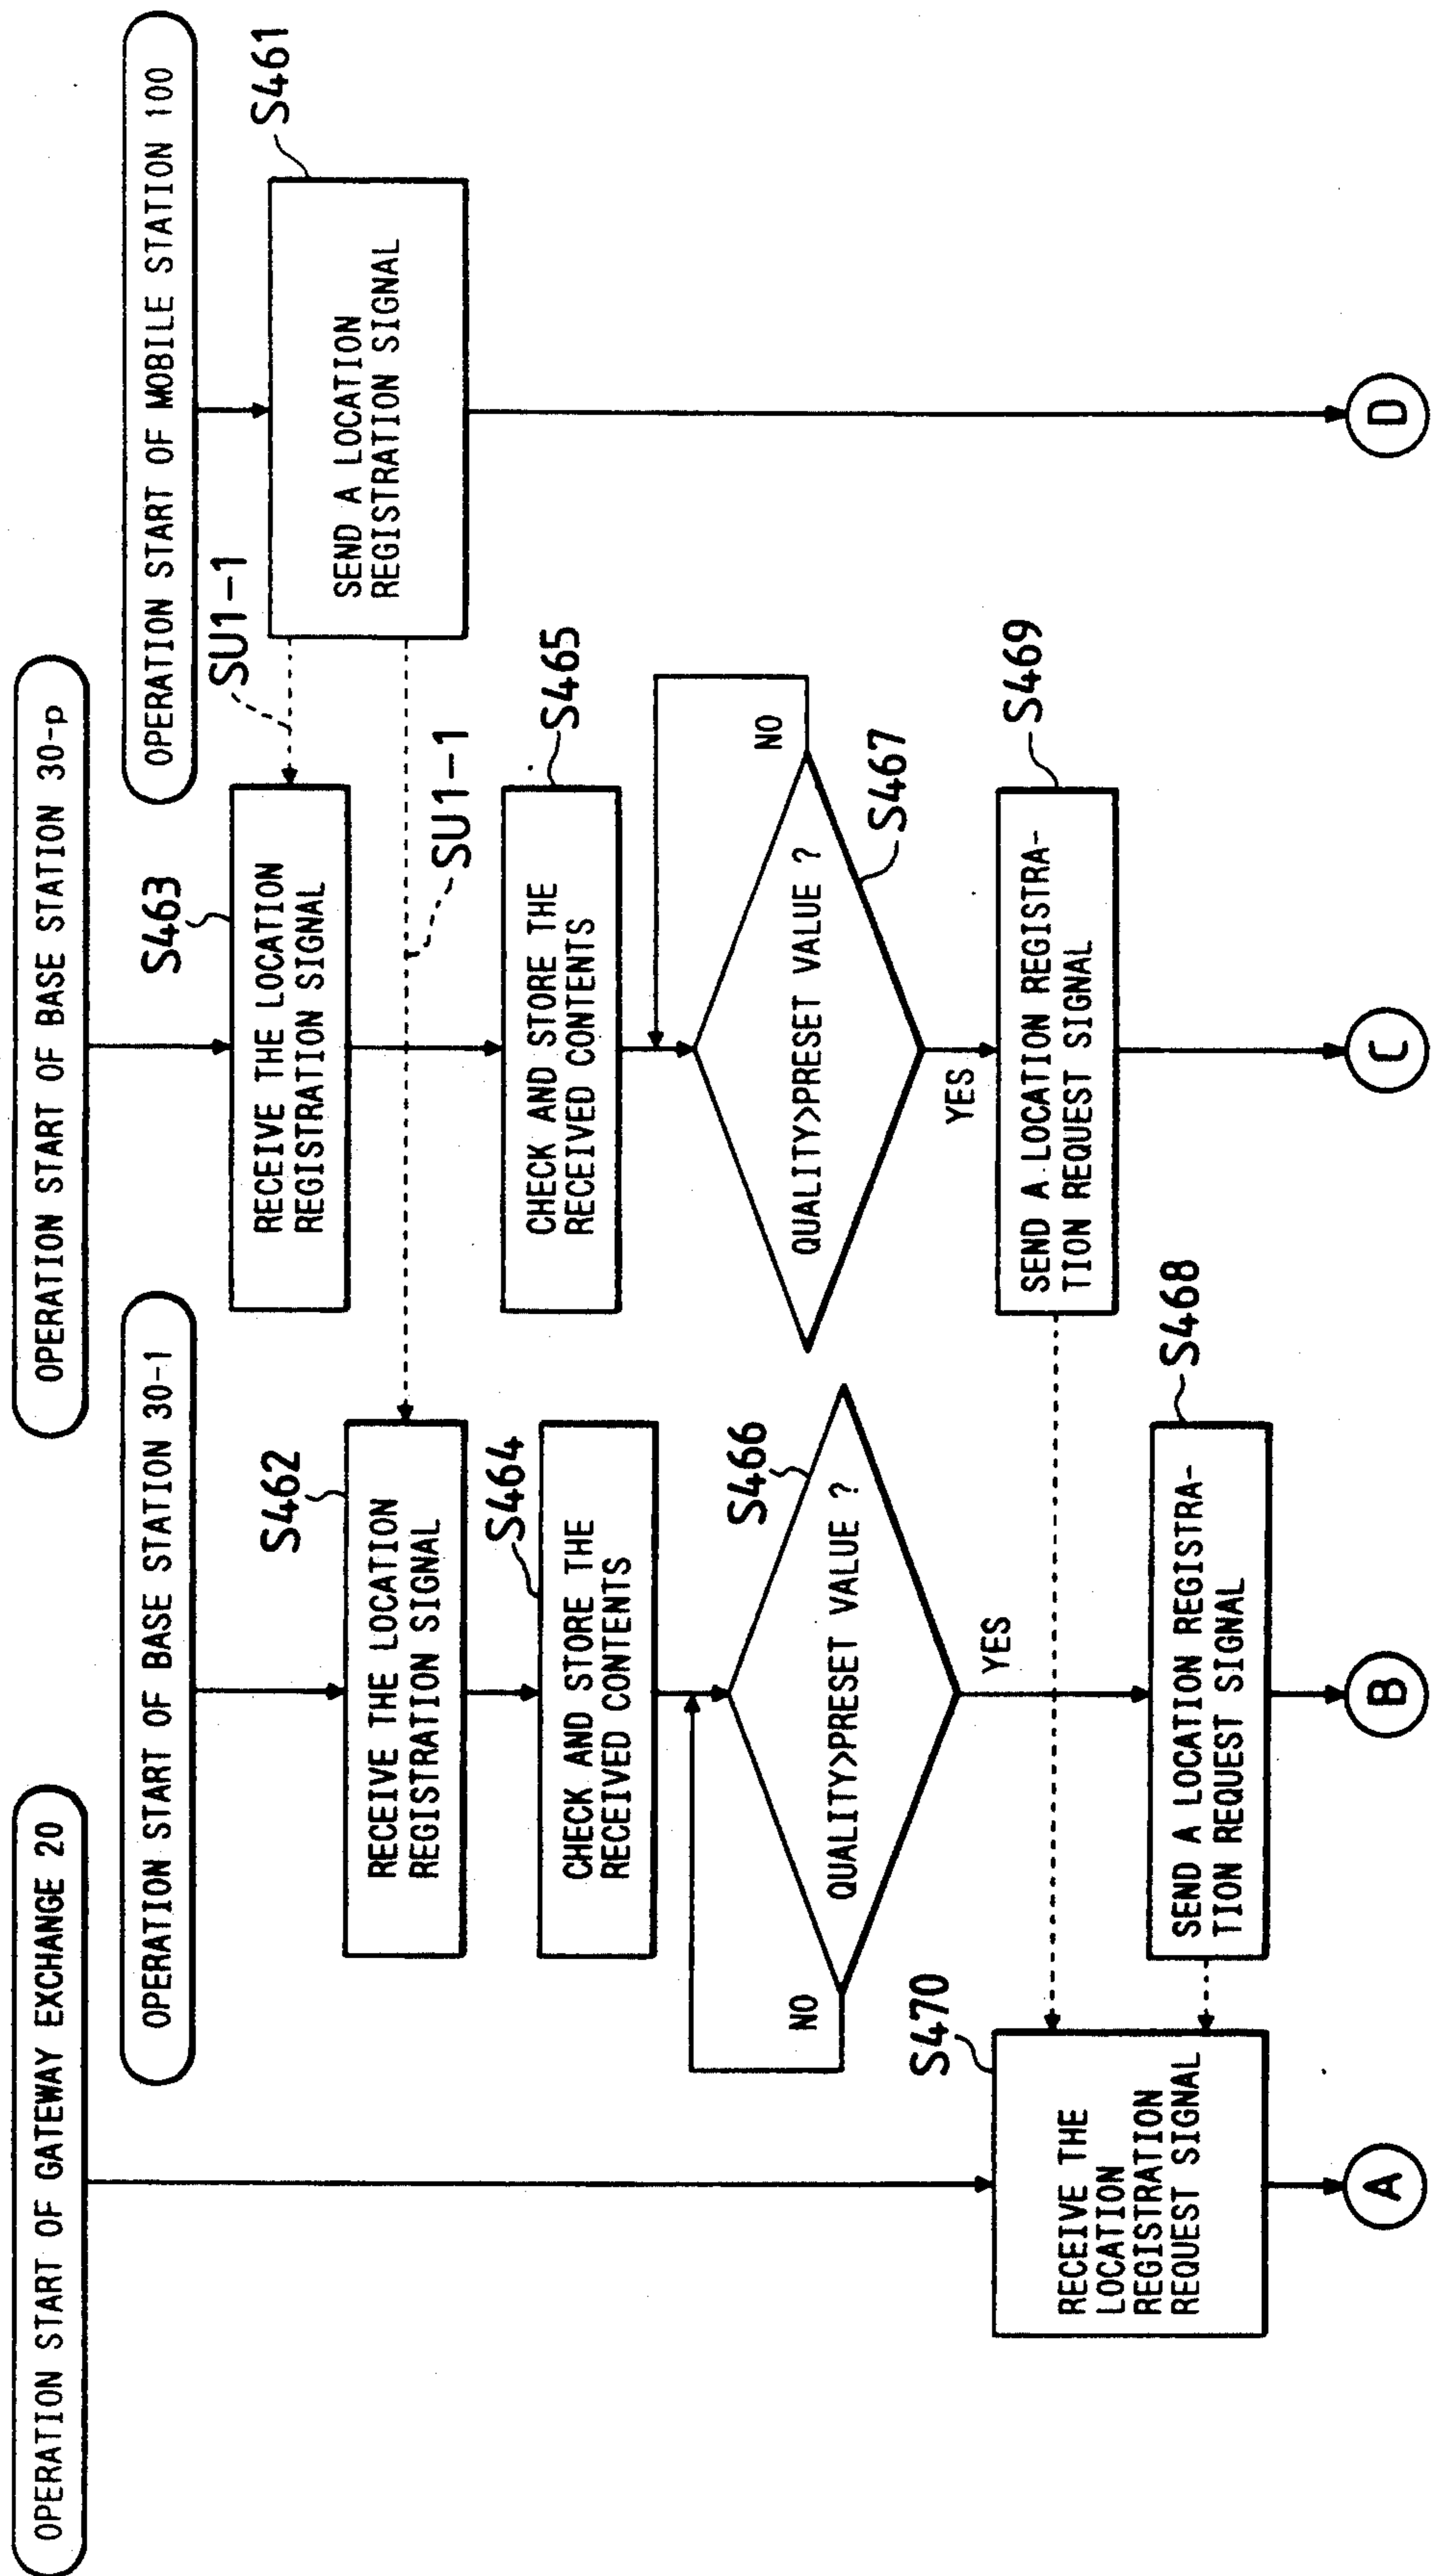 OPERATION START OF GATEWAY EXCHANGE 20
OPERATION START OF BASE STATION 30-p
OPERATION START OF BASE STATION 30-1
OPERATION START OF MOBILE STATION 100
S461
SEND A LOCATION
REGISTRATION SIGNAL
SU1-1
SU1-1
S463
RECEIVE THE LOCATION
REGISTRATION SIGNAL
S462
RECEIVE THE LOCATION
REGISTRATION SIGNAL
S465
CHECK AND STORE THE
RECEIVED CONTENTS
S464
CHECK AND STORE THE
RECEIVED CONTENTS
S467
QUALITY>PRESET VALUE ?
NO
YES
S466
QUALITY>PRESET VALUE ?
NO
YES
S469
SEND A LOCATION REGISTRA-
TION REQUEST SIGNAL
S468
SEND A LOCATION REGISTRA-
TION REQUEST SIGNAL
S470
RECEIVE THE
LOCATION
REGISTRATION
REQUEST SIGNAL
A
B
C
D